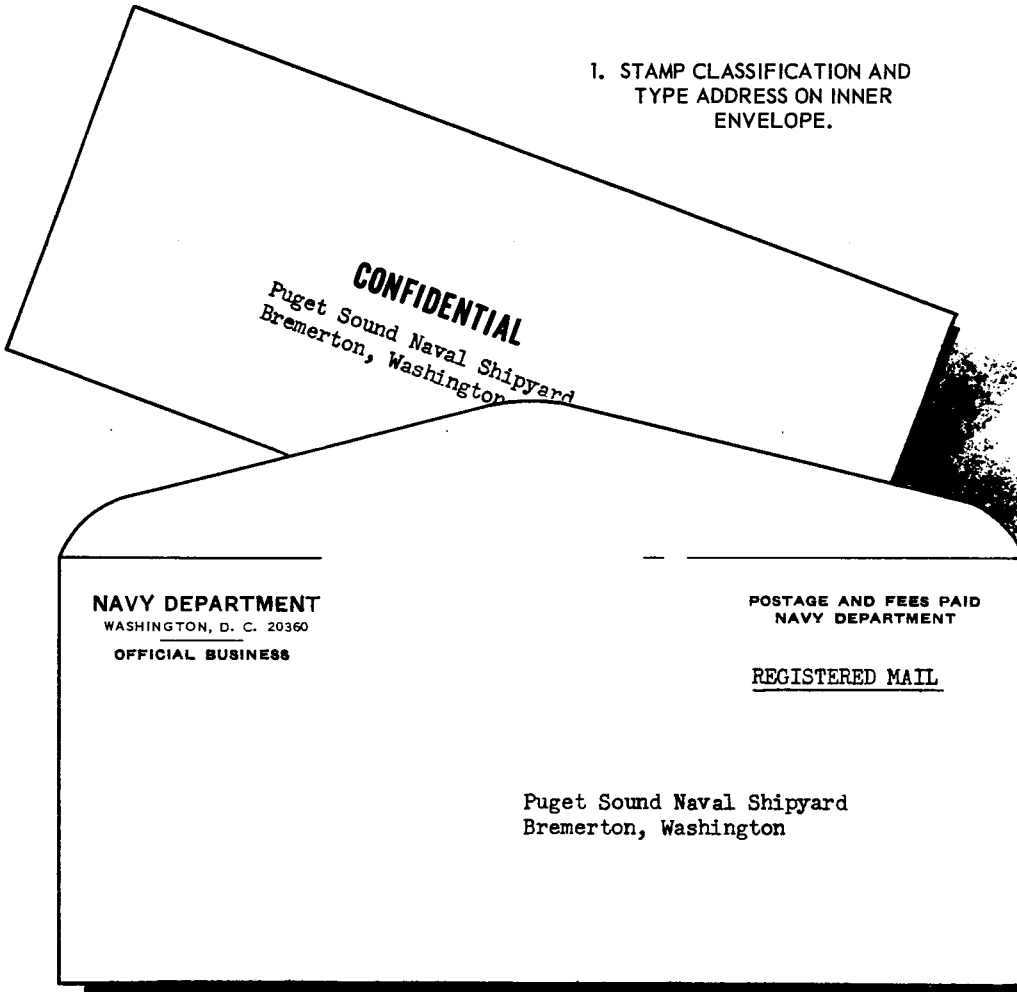 1. STAMP CLASSIFICATION AND
TYPE ADDRESS ON INNER
ENVELOPE.
CONFIDENTIAL
Puget Sound Naval Shipyard
Bremerton, Washington
NAVY DEPARTMENT
WASHINGTON, D. C. 20360
OFFICIAL BUSINESS
POSTAGE AND FEES PAID
NAVY DEPARTMENT
REGISTERED MAIL
Puget Sound Naval Shipyard
Bremerton, Washington